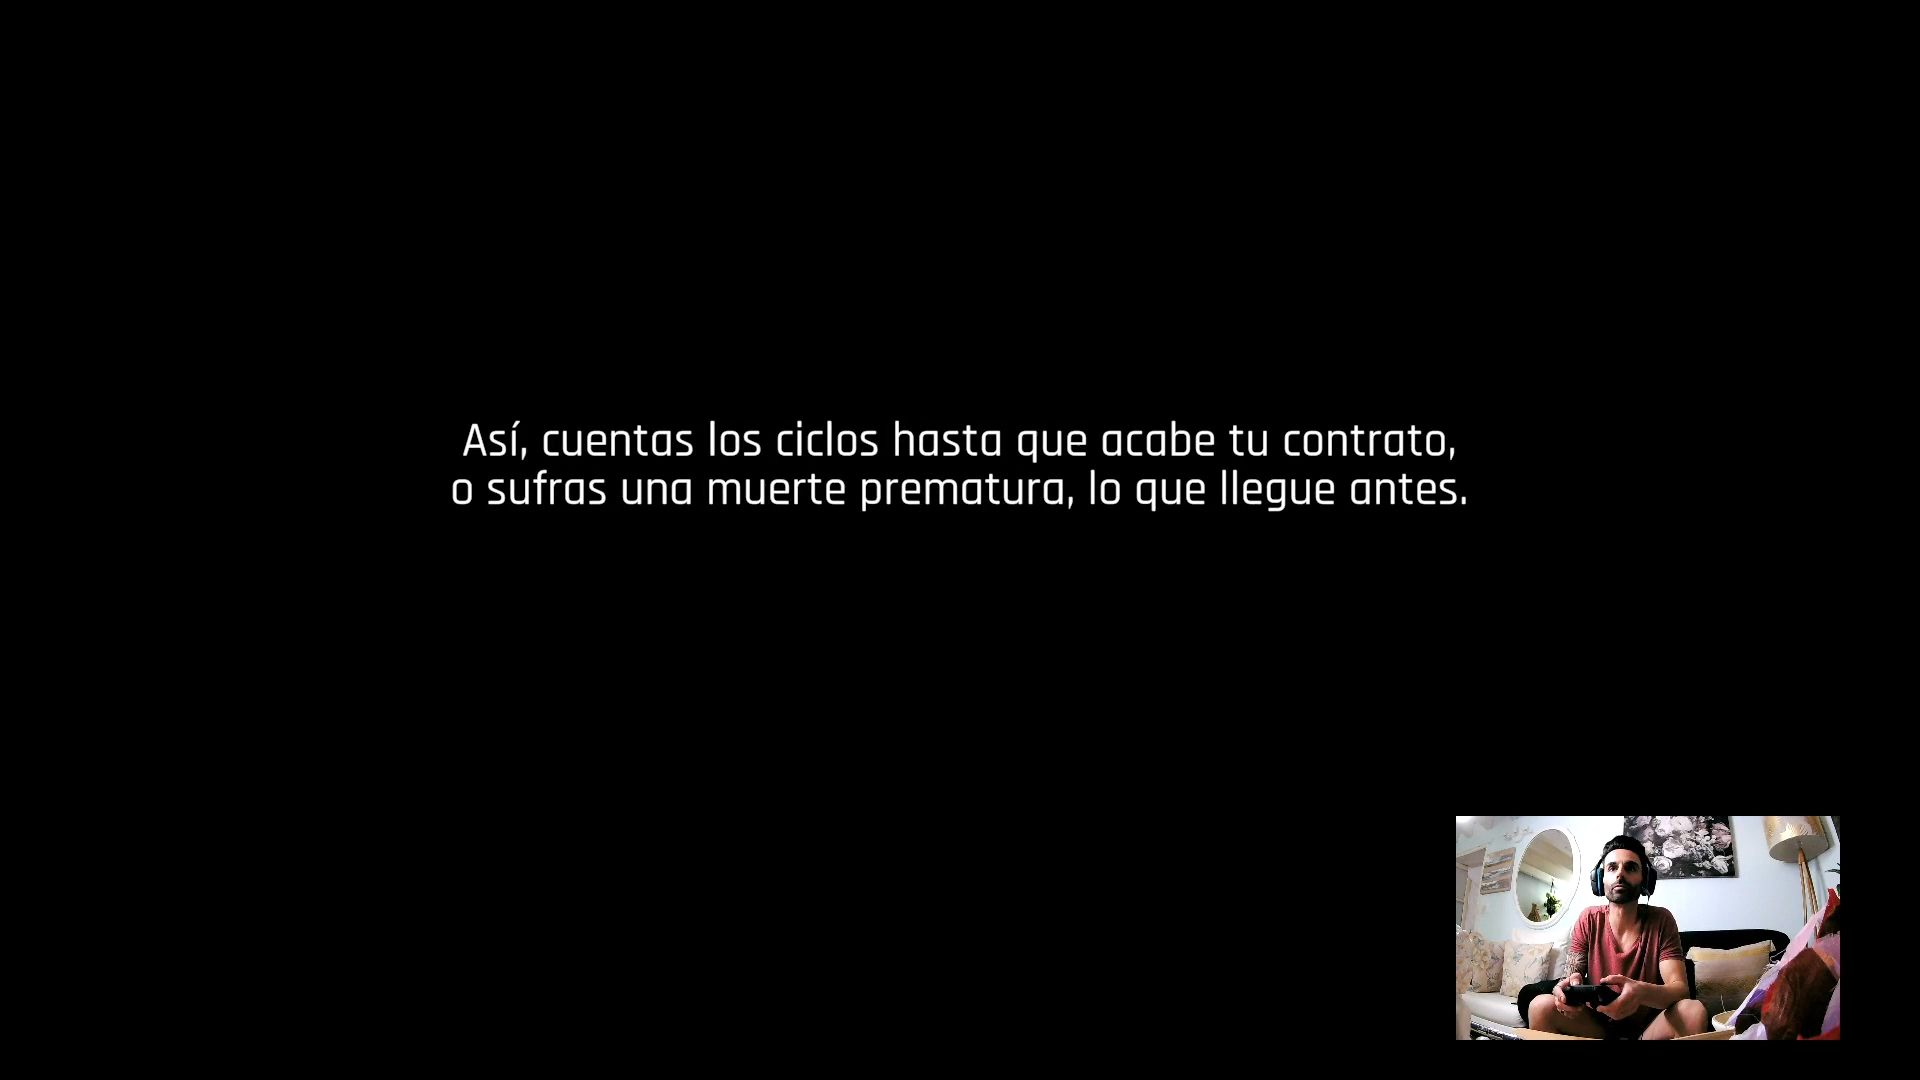 Así, cuentas los ciclos hasta que acabe tu contrato,
o sufras una muerte prematura, lo que llegue antes.